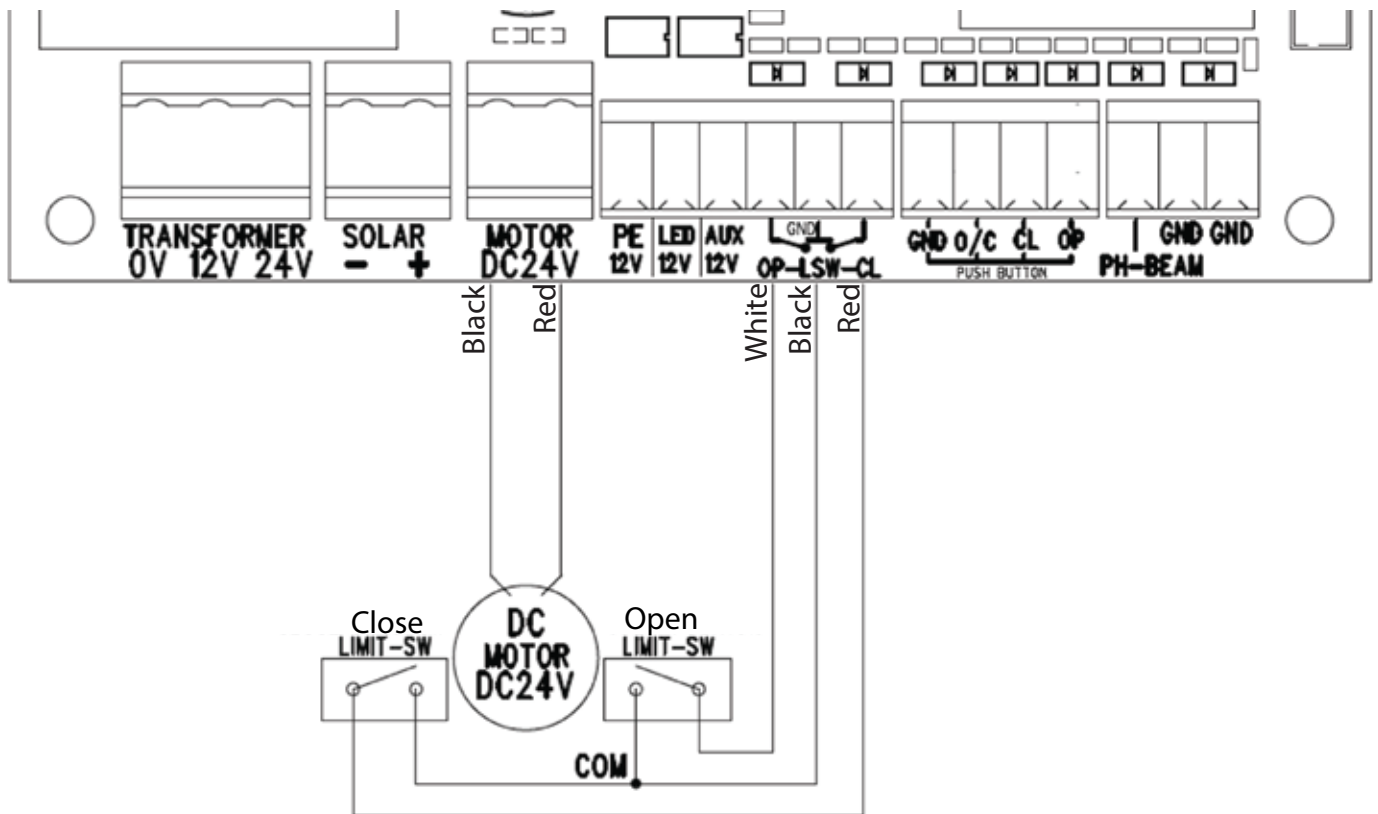 TRANSFORMER
0V 12V 24V
SOLAR
- +
MOTOR
DC24V
PE
12V
LED
12V
AUX
12V
GND
OP-LSW-CL
GND O/C CL OP
PUSH BUTTON
GND GND
PH-BEAM
Black
Red
White
Black
Red
Close
LIMIT-SW
DC
MOTOR
DC24V
Open
LIMIT-SW
COM